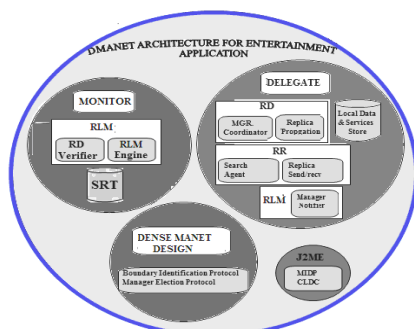 DMANET ARCHITECTURE FOR ENTERTAINMENT
APPLICATION
MONITOR
RLM:
RD
Verifier
RLM
Engine
SRT
DELEGATE
RD
MGR.
Coordinator
Replica
Propgation
Local Data
& Services
Store
RR
Search
Agent
Replica
Send/recv
RLM
Manager
Notifier
DENSE MANET
DESIGN
Boundary Identification Protocol
Manager Election Protocol
J2ME
MIDP
CLDC